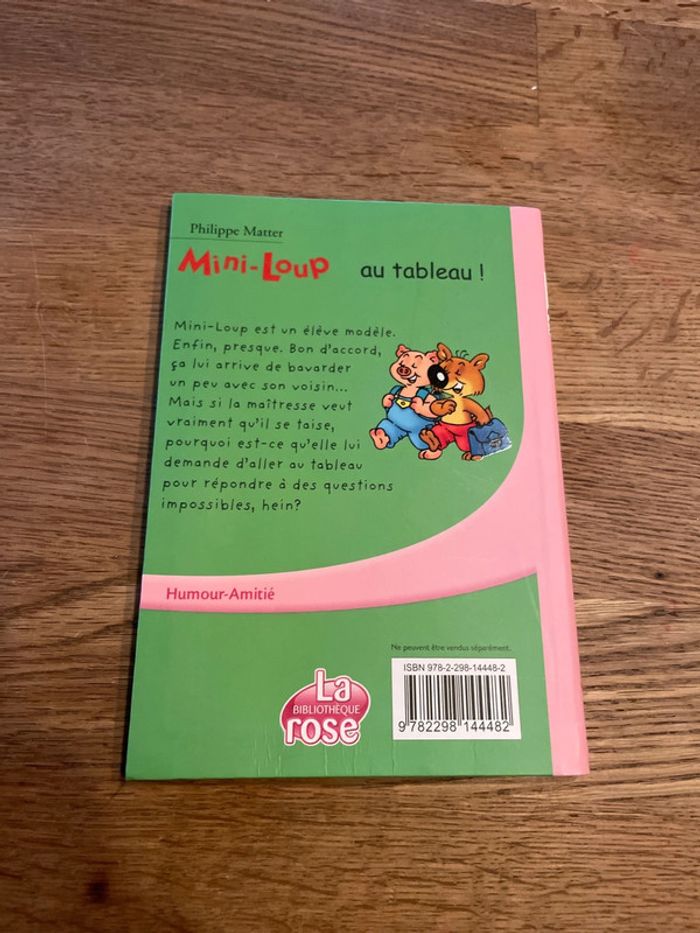 Philippe Matter
Mini-Loup au tableau !
Mini-Loup est un élève modèle.
Enfin, presque. Bon d'accord,
ça lui arrive de bavarder
un peu avec son voisin...
Mais si la maîtresse veut
vraiment qu'il se taise,
pourquoi est-ce qu'elle lui
demande d'aller au tableau
pour répondre à des questions
impossibles, hein?
Humour-Amitié
Ne peuvent être vendus séparément.
ISBN 978-2-298-14448-2
9 782298 144482
La
BIBLIOTHÈQUE
rose